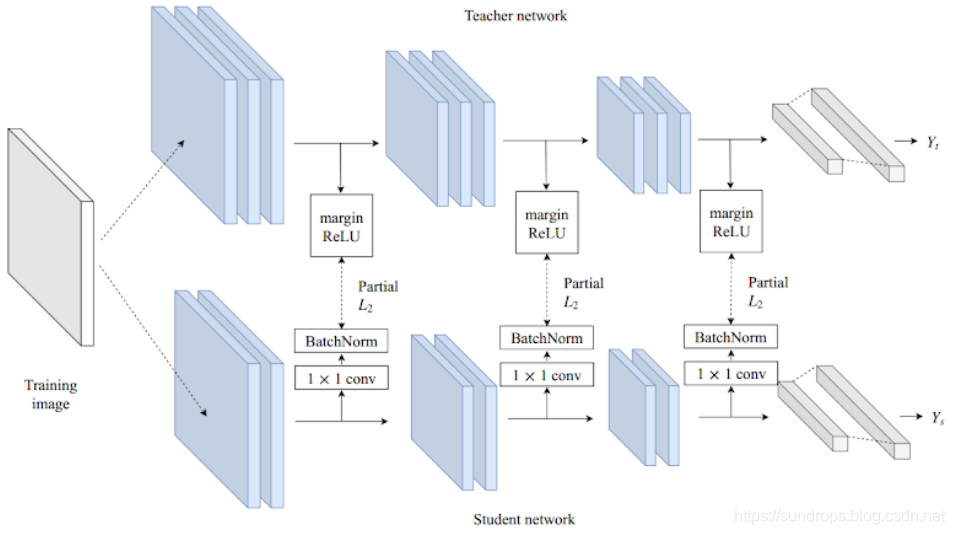 Teacher network
Y_t
margin
ReLU
margin
ReLU
margin
ReLU
Partial
L_2
Partial
L_2
Partial
L_2
BatchNorm
BatchNorm
BatchNorm
1 × 1 conv
1 × 1 conv
1 × 1 conv
Training
image
Y_s
Student network
https://sundrops.blog.csdn.net